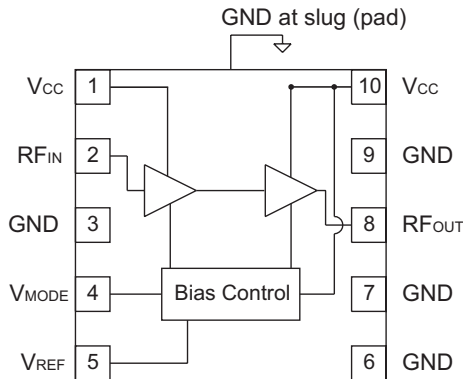 GND at slug (pad)
VCC 1 10 VCC
RFIN 2 9 GND
GND 3 8 RFOUT
VMODE 4 Bias Control 7 GND
VREF 5 6 GND